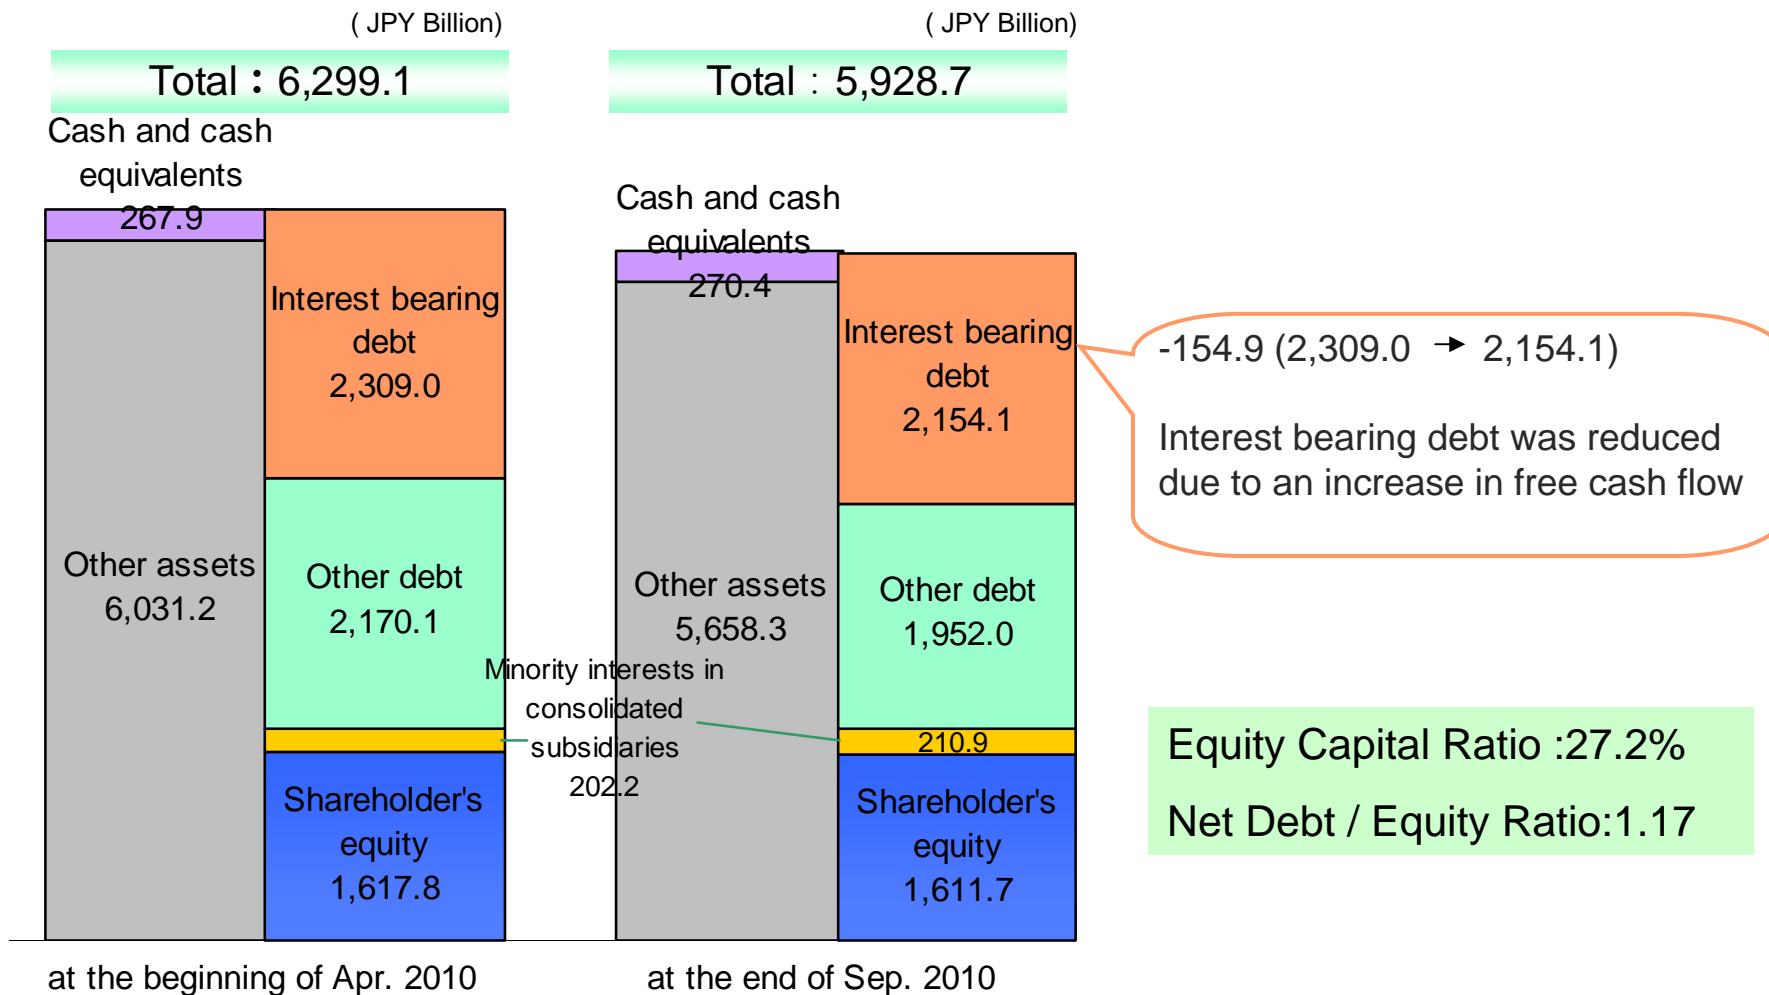 ( JPY Billion)
Total : 6,299.1
Cash and cash
equivalents
267.9
Interest bearing
debt
2,309.0
Other assets
6,031.2
Other debt
2,170.1
Minority interests in
consolidated
subsidiaries
202.2
Shareholder's
equity
1,617.8
at the beginning of Apr. 2010
( JPY Billion)
Total : 5,928.7
Cash and cash
equivalents
270.4
Interest bearing
debt
2,154.1
Other assets
5,658.3
Other debt
1,952.0
210.9
Shareholder's
equity
1,611.7
at the end of Sep. 2010
-154.9 (2,309.0 → 2,154.1)
Interest bearing debt was reduced
due to an increase in free cash flow
Equity Capital Ratio :27.2%
Net Debt / Equity Ratio:1.17